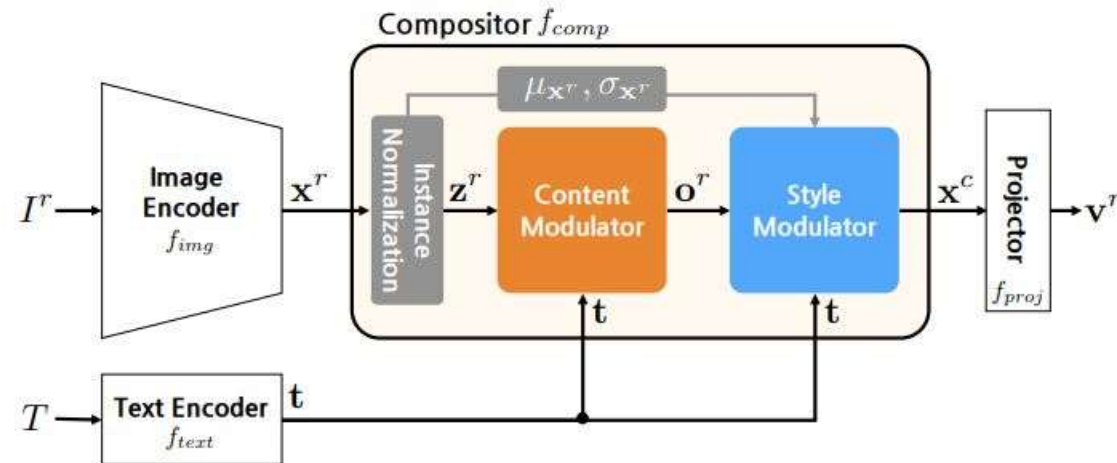 Compositor f_comp
μ_x^r, σ_x^r
I^r
Image
Encoder
f_img
x^r
Instance
Normalization
z^r
Content
Modulator
o^r
Style
Modulator
x^c
Projector
f_proj
v^r
t
t
T
Text Encoder
f_text
t